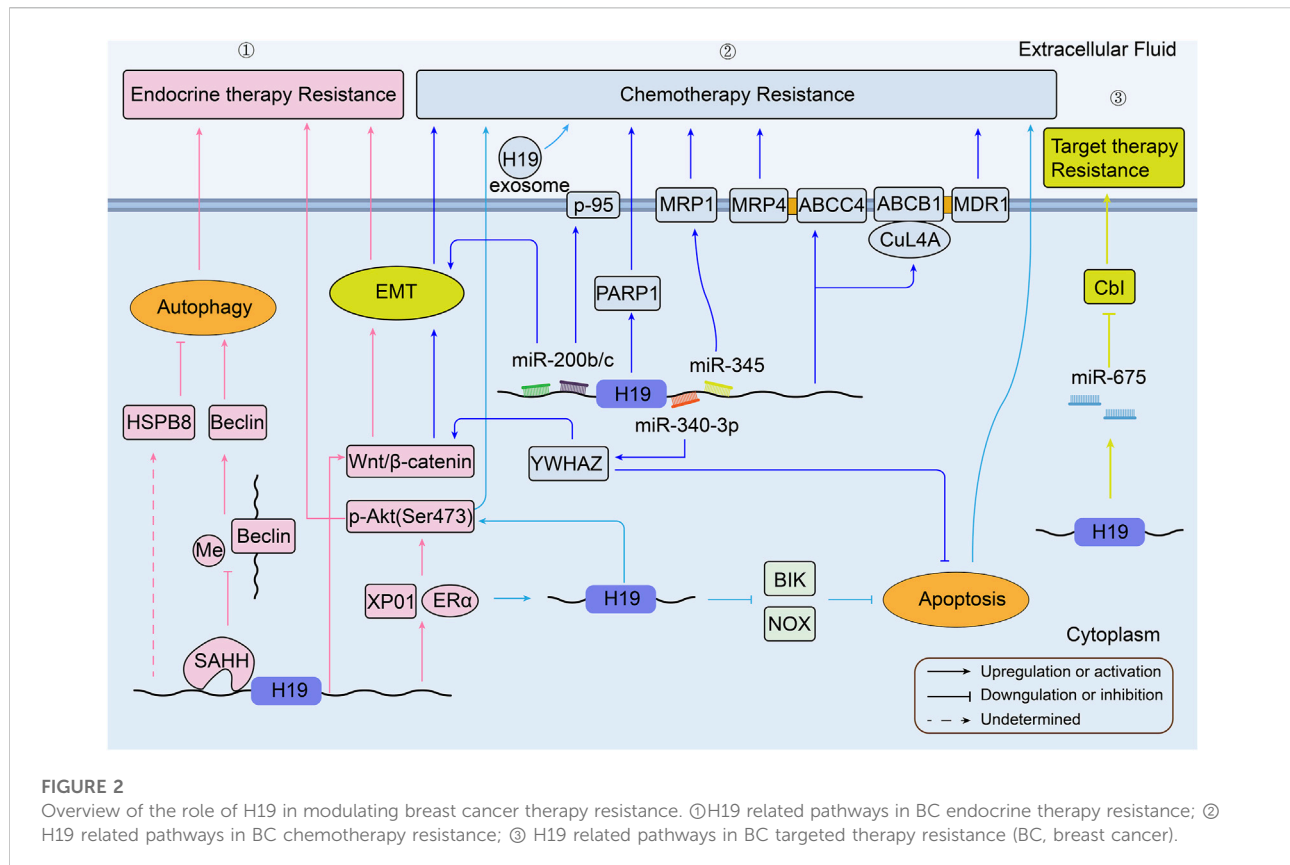 ①
②
Extracellular Fluid
Endocrine therapy Resistance
Chemotherapy Resistance
③
Target therapy
Resistance
H19
exosome
p-95
MRP1
MRP4
ABCC4
ABCB1
MDR1
CuL4A
Autophagy
EMT
PARP1
Cbl
miR-200b/c
miR-345
miR-675
HSPB8
Beclin
H19
miR-340-3p
Wnt/β-catenin
YWHAZ
p-Akt(Ser473)
H19
Me
Beclin
XP01
ERα
H19
BIK
NOX
Apoptosis
SAHH
H19
Cytoplasm
Upregulation or activation
Downgulation or inhibition
Undetermined
FIGURE 2
Overview of the role of H19 in modulating breast cancer therapy resistance. ①H19 related pathways in BC endocrine therapy resistance; ②
H19 related pathways in BC chemotherapy resistance; ③ H19 related pathways in BC targeted therapy resistance (BC, breast cancer).